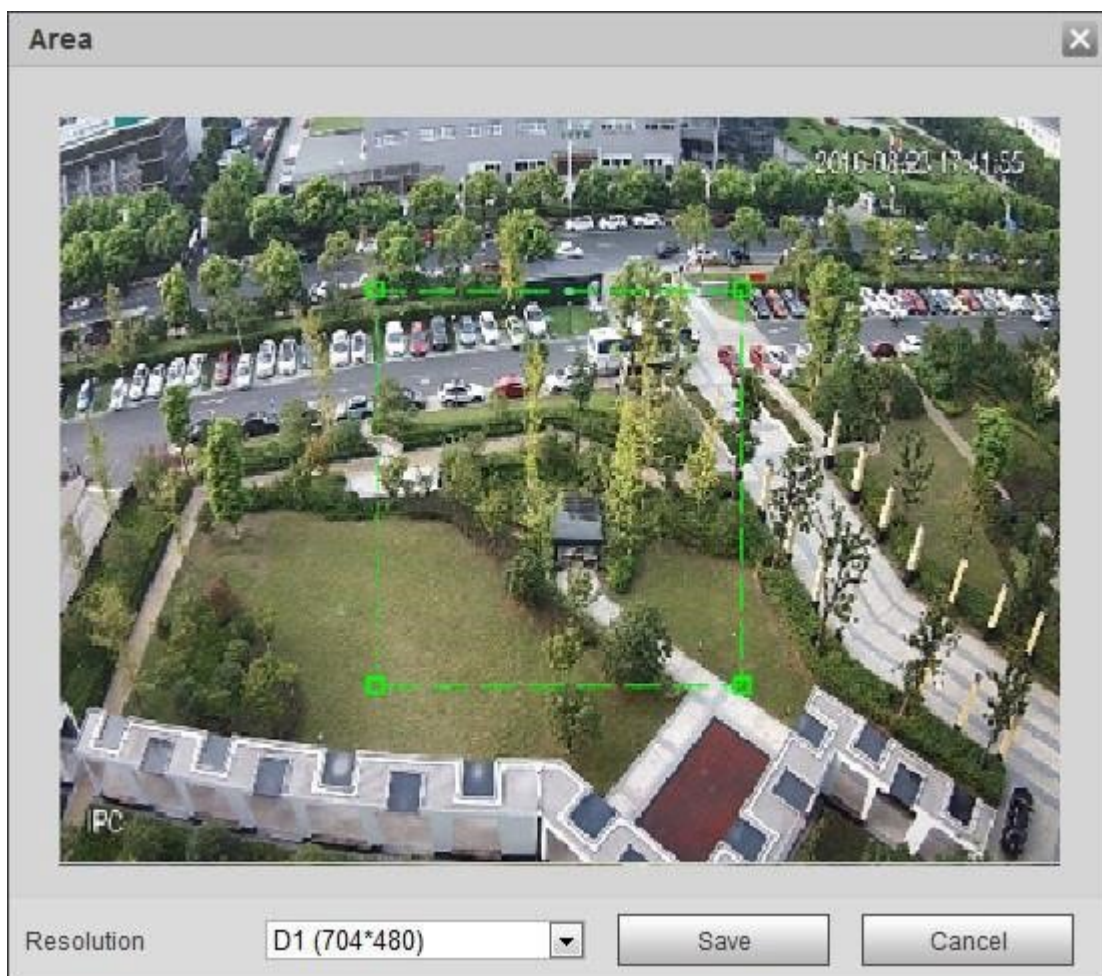 Area
2016-08-23 17:41:55
IPC
Resolution
D1 (704*480)
Save
Cancel